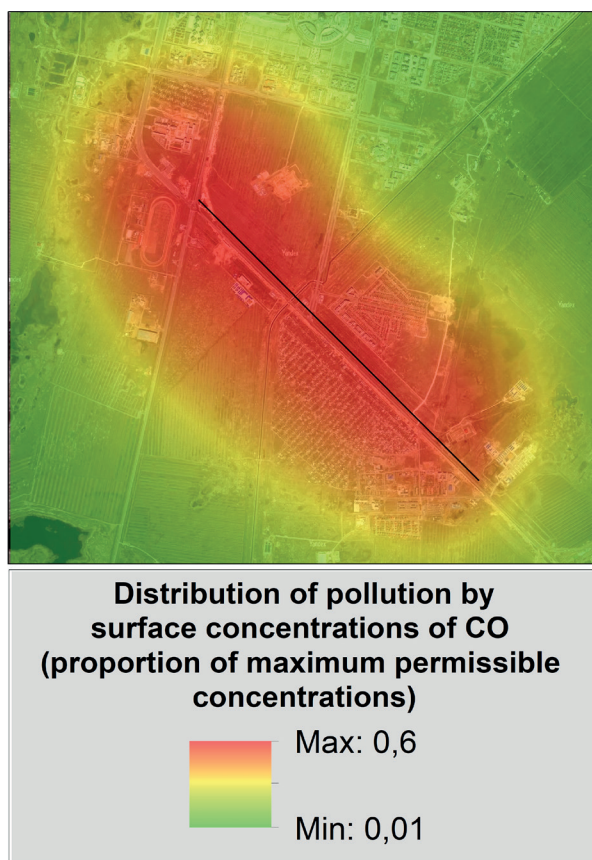 Distribution of pollution by
surface concentrations of CO
(proportion of maximum permissible
concentrations)
Max: 0,6
Min: 0,01